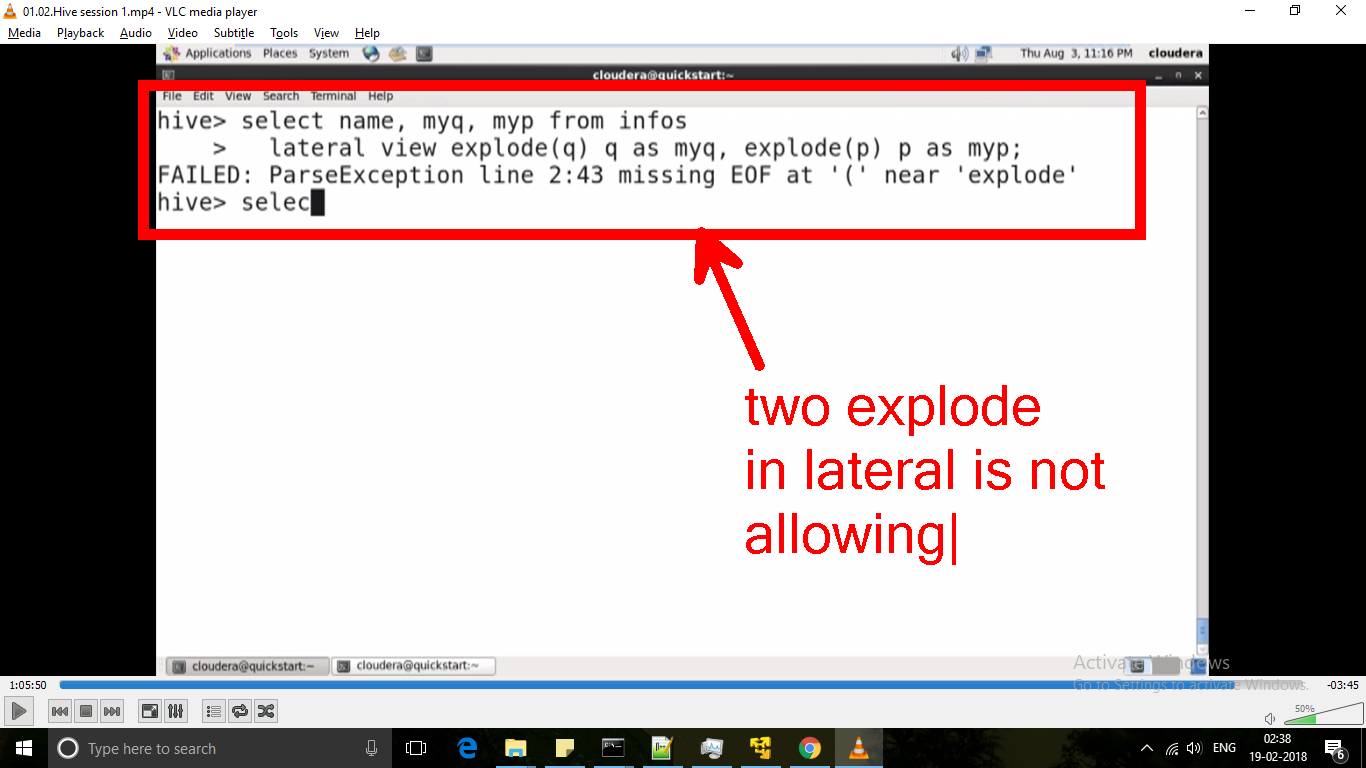 01.02.Hive session 1.mp4 - VLC media player
Media Playback Audio Video Subtitle Tools View Help
Applications Places System Thu Aug 3, 11:16 PM cloudera
cloudera@quickstart:~
File Edit View Search Terminal Help
hive> select name, myq, myp from infos
> lateral view explode(q) q as myq, explode(p) p as myp;
FAILED: ParseException line 2:43 missing EOF at '(' near 'explode'
hive> selec
two explode
in lateral is not
allowing
cloudera@quickstart:~ cloudera@quickstart:~
Activate Windows
Go to Settings to activate Windows.
1:05:50 -03:45
50%
Type here to search
ENG
02:38
19-02-2018
6